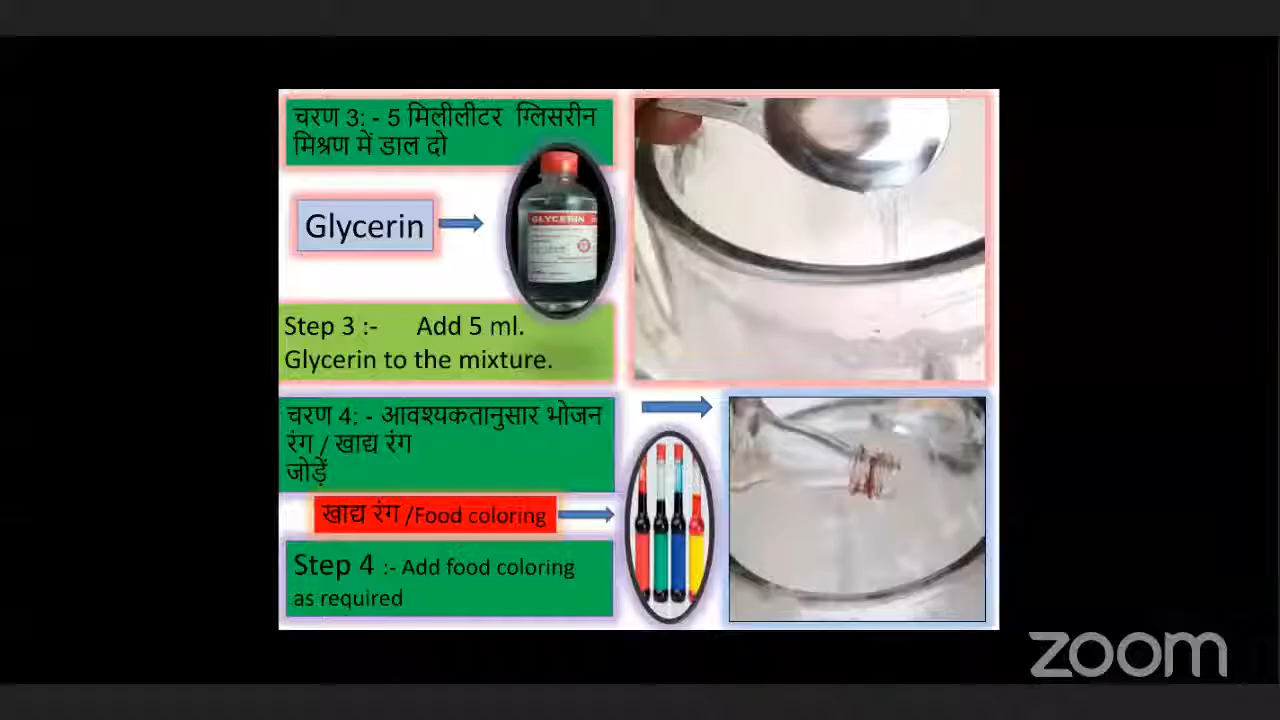 चरण 3: - 5 मिलीलीटर ग्लिसरीन
मिश्रण में डाल दो
Glycerin
GLYCERIN
Step 3 :- Add 5 ml.
Glycerin to the mixture.
चरण 4: - आवश्यकतानुसार भोजन
रंग / खाद्य रंग
जोड़ें
खाद्य रंग /Food coloring
Step 4 :- Add food coloring
as required
zoom